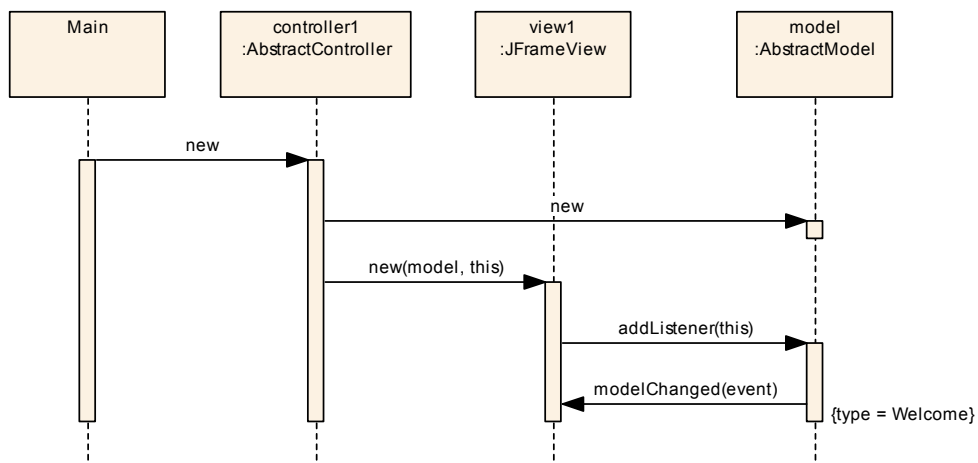 Main
controller1
:AbstractController
view1
:JFrameView
model
:AbstractModel
new
new
new(model, this)
addListener(this)
modelChanged(event)
{type = Welcome}